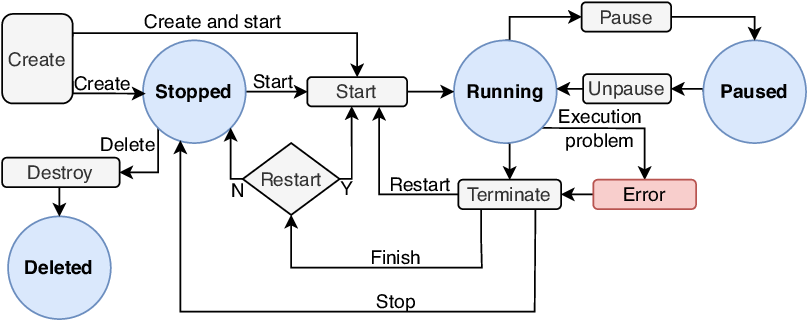 Create and start
Pause
Create
Create
Stopped
Start
Start
Running
Unpause
Paused
Execution
problem
Delete
Destroy
N
Restart
Y
Restart
Terminate
Error
Deleted
Finish
Stop